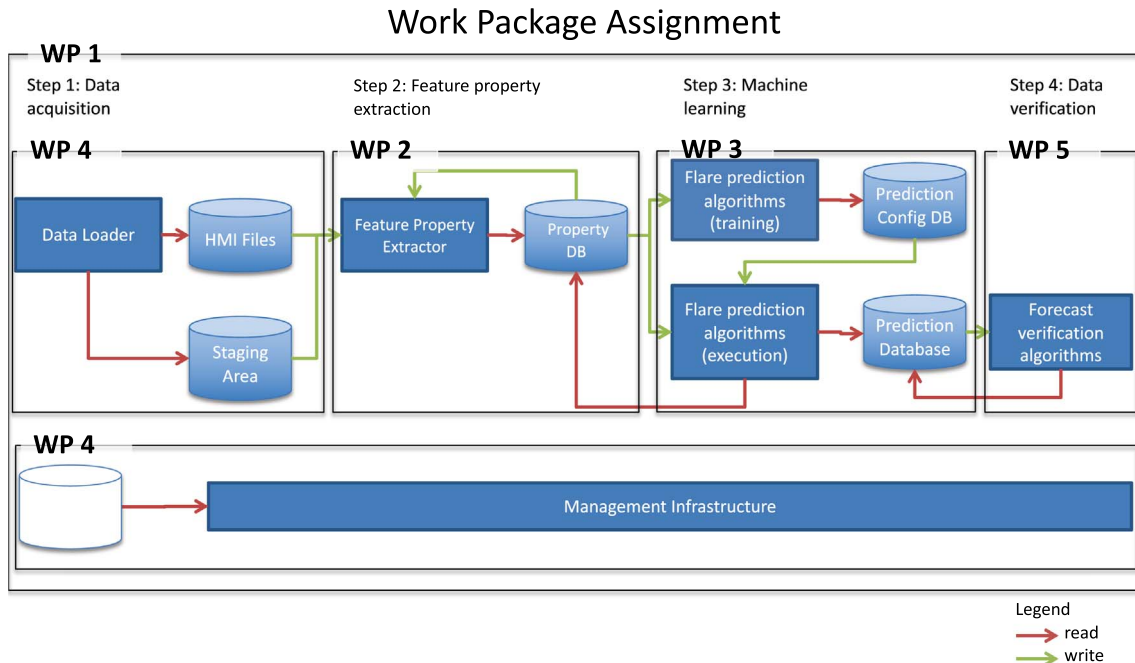 Work Package Assignment
WP 1
Step 1: Data
acquisition
Step 2: Feature property
extraction
Step 3: Machine
learning
Step 4: Data
verification
WP 4
WP 2
WP 3
WP 5
Data Loader
HMI Files
Staging
Area
Feature Property
Extractor
Property
DB
Flare prediction
algorithms
(training)
Prediction
Config DB
Flare prediction
algorithms
(execution)
Prediction
Database
Forecast
verification
algorithms
WP 4
Management Infrastructure
Legend
read
write